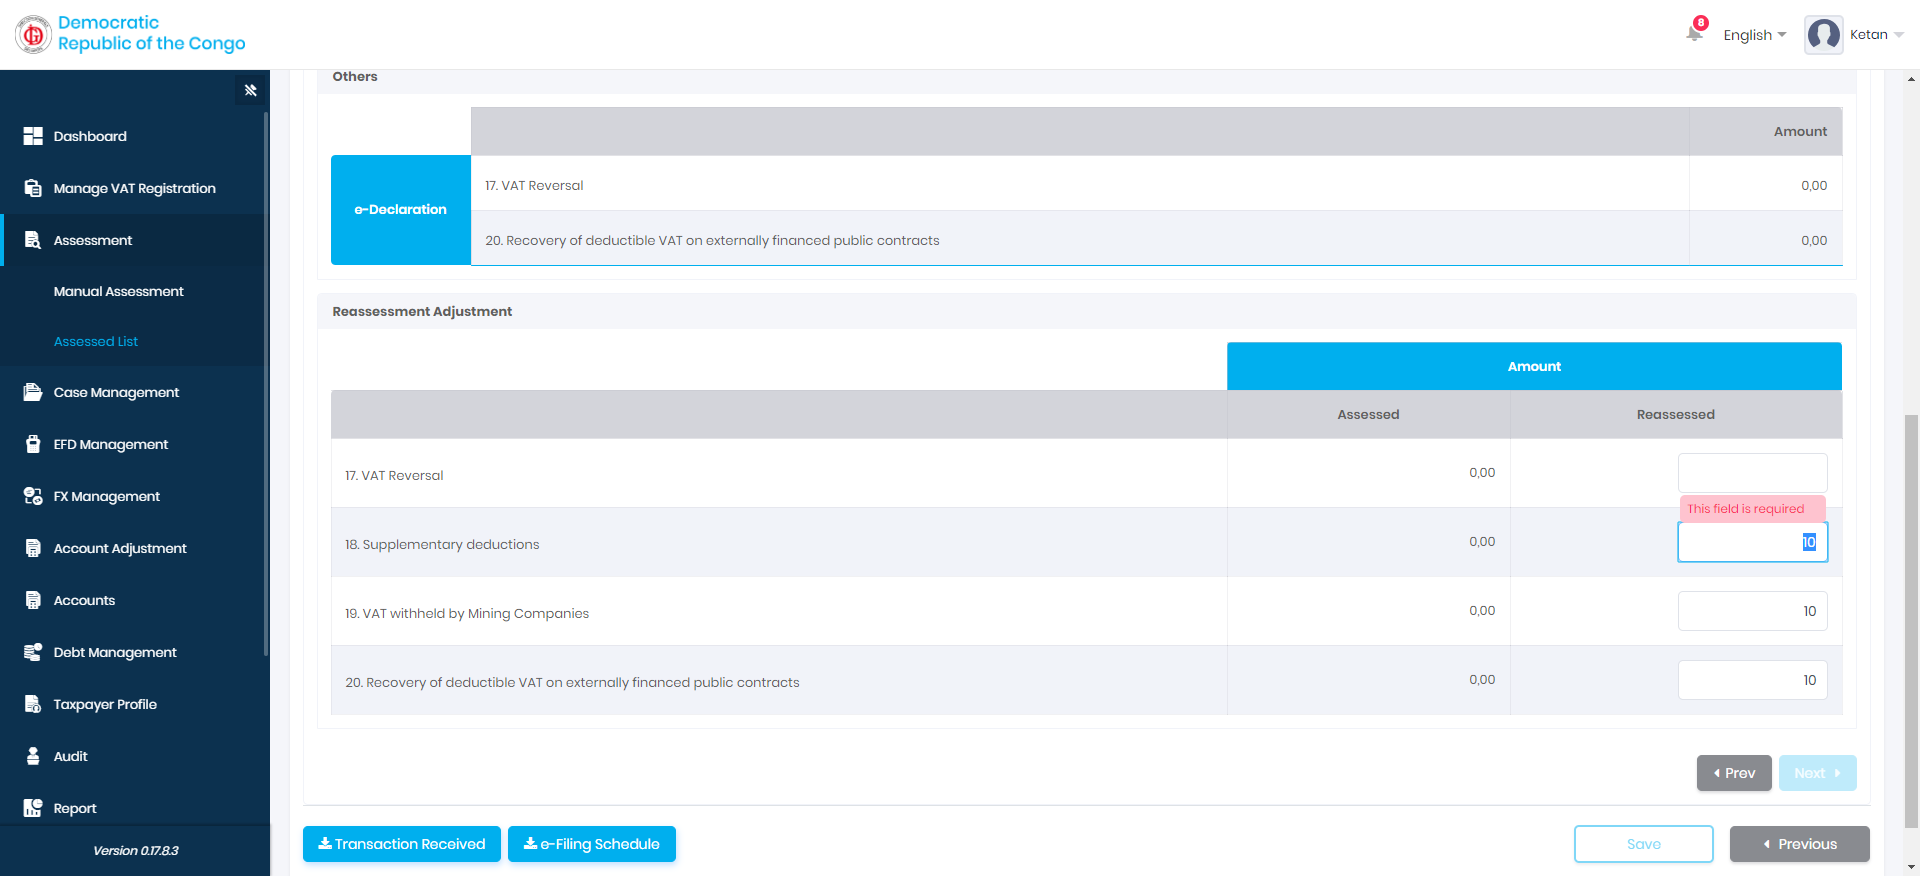 Democratic
Republic of the Congo
8
English
Ketan
Dashboard
Manage VAT Registration
Assessment
Manual Assessment
Assessed List
Case Management
EFD Management
FX Management
Account Adjustment
Accounts
Debt Management
Taxpayer Profile
Audit
Report
Version 0.17.8.3
Others
Amount
e-Declaration
17. VAT Reversal 0,00
20. Recovery of deductible VAT on externally financed public contracts 0,00
Reassessment Adjustment
Amount
Assessed Reassessed
17. VAT Reversal 0,00
This field is required
18. Supplementary deductions 0,00 10
19. VAT withheld by Mining Companies 0,00 10
20. Recovery of deductible VAT on externally financed public contracts 0,00 10
Prev Next
Transaction Received e-Filing Schedule Save Previous